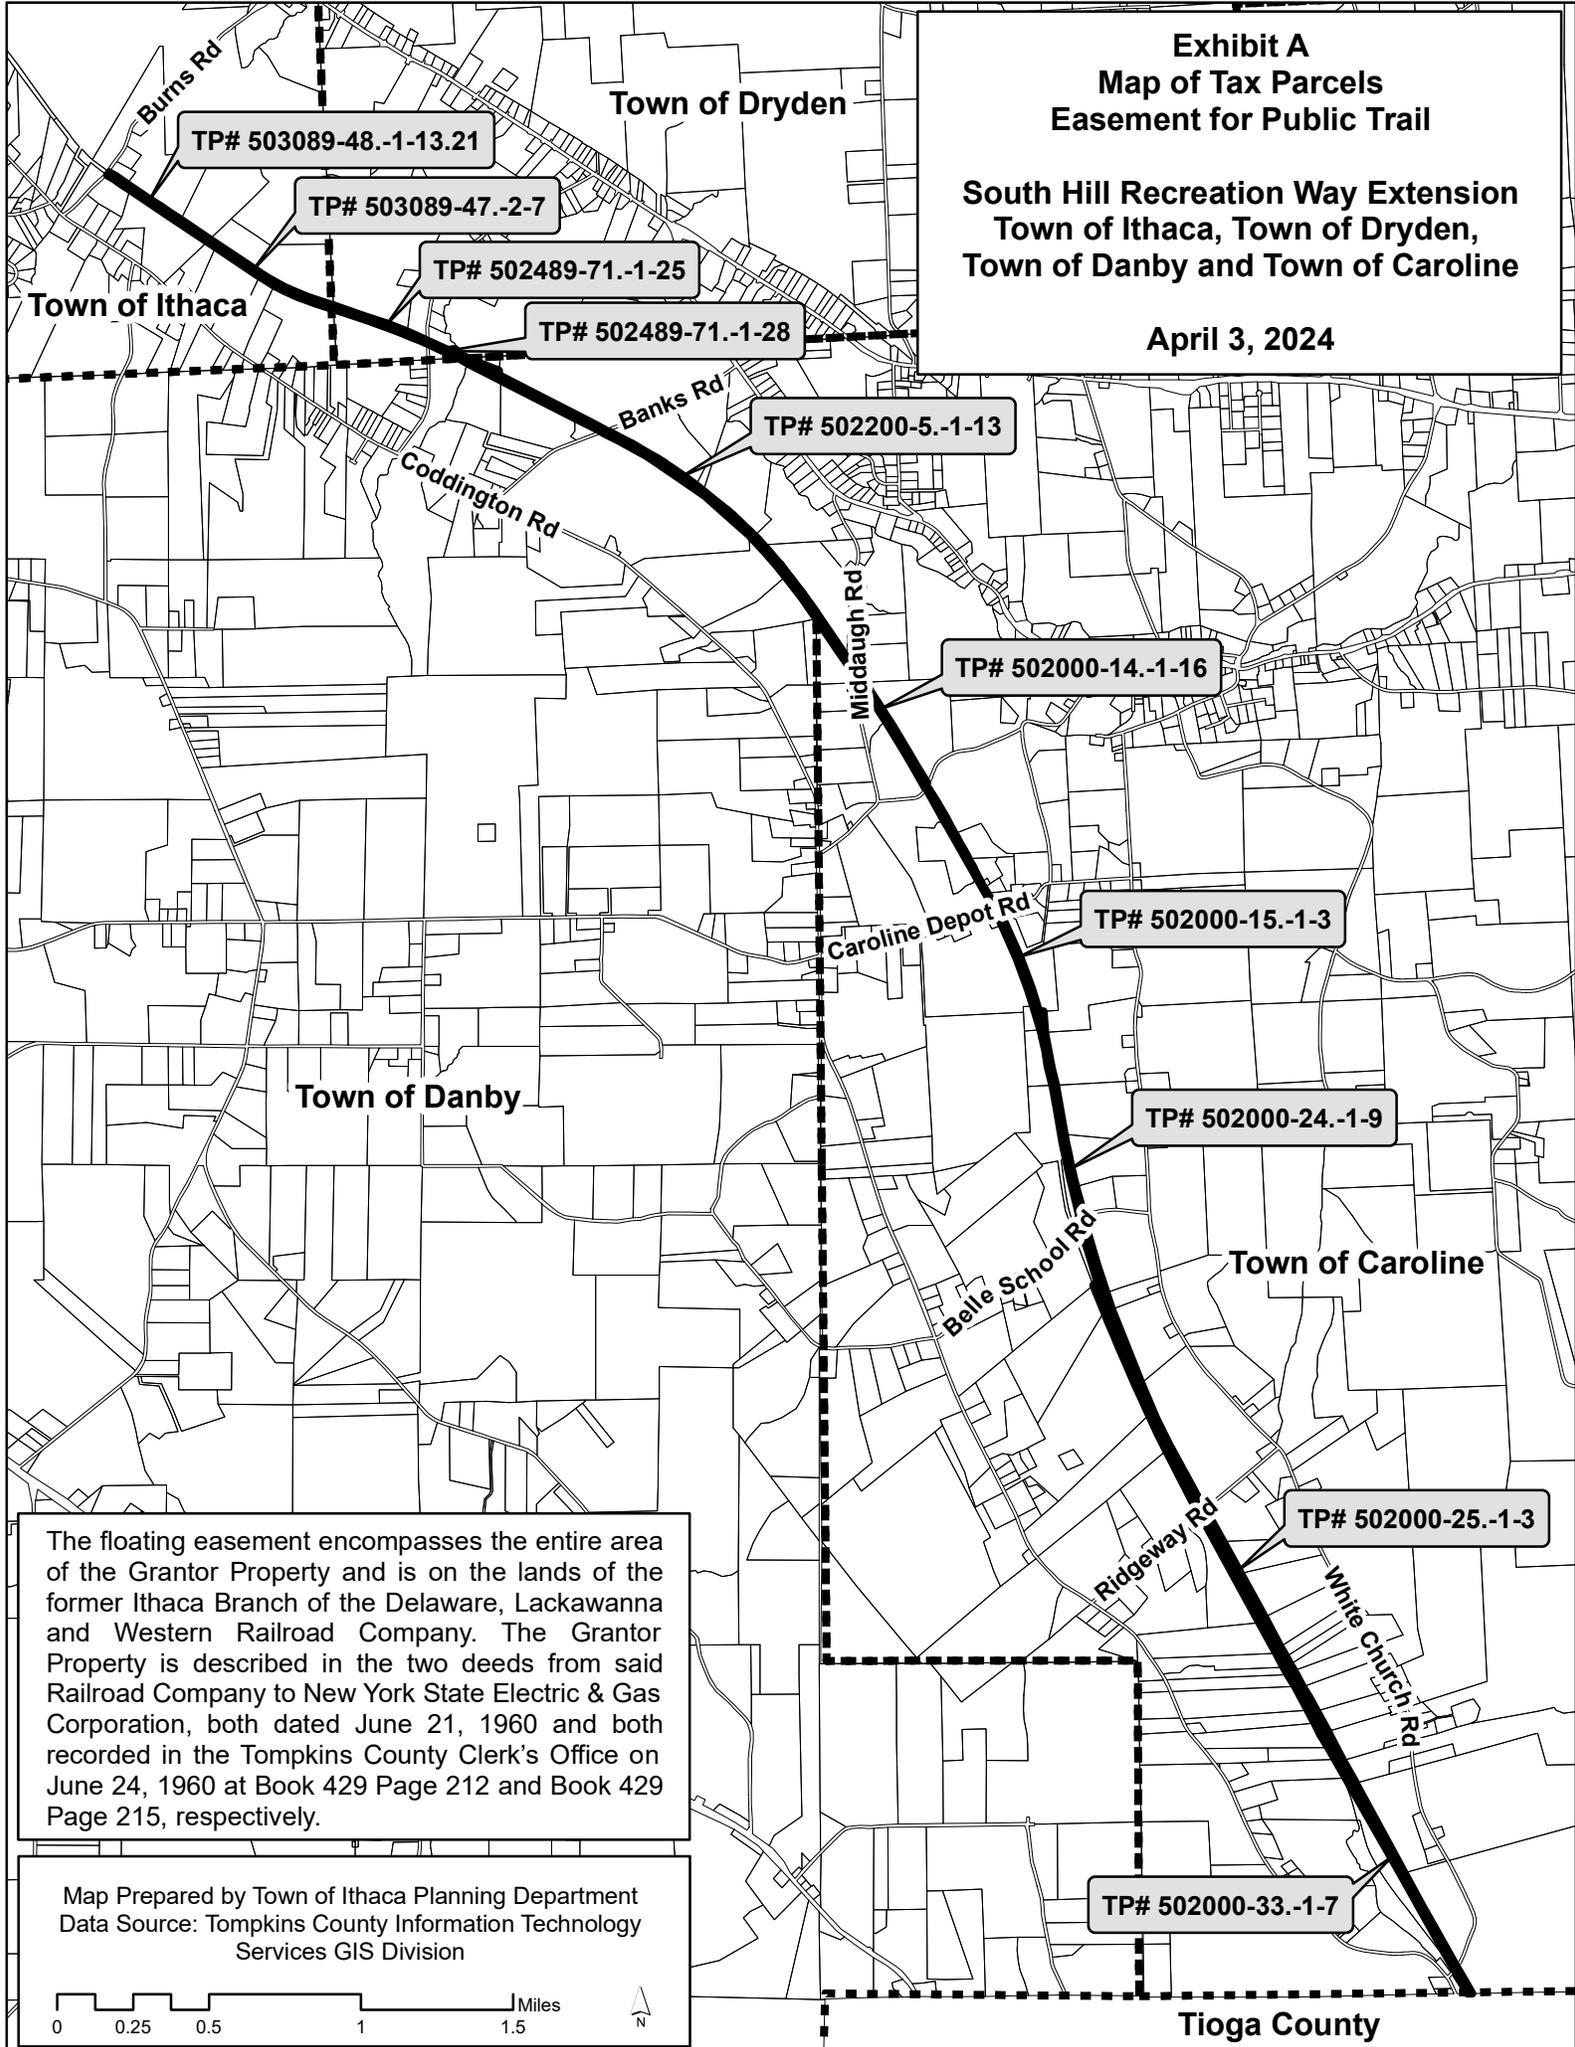 Exhibit A
Map of Tax Parcels
Easement for Public Trail
South Hill Recreation Way Extension
Town of Ithaca, Town of Dryden,
Town of Danby and Town of Caroline
April 3, 2024
Burns Rd
Town of Dryden
TP# 503089-48.-1-13.21
TP# 503089-47.-2-7
TP# 502489-71.-1-25
Town of Ithaca
TP# 502489-71.-1-28
Banks Rd
TP# 502200-5.-1-13
Coddington Rd
Middaugh Rd
TP# 502000-14.-1-16
TP# 502000-15.-1-3
Caroline Depot Rd
Town of Danby
TP# 502000-24.-1-9
Belle School Rd
Town of Caroline
TP# 502000-25.-1-3
Ridgeway Rd
White Church Rd
The floating easement encompasses the entire area
of the Grantor Property and is on the lands of the
former Ithaca Branch of the Delaware, Lackawanna
and Western Railroad Company. The Grantor
Property is described in the two deeds from said
Railroad Company to New York State Electric & Gas
Corporation, both dated June 21, 1960 and both
recorded in the Tompkins County Clerk’s Office on
June 24, 1960 at Book 429 Page 212 and Book 429
Page 215, respectively.
TP# 502000-33.-1-7
Map Prepared by Town of Ithaca Planning Department
Data Source: Tompkins County Information Technology
Services GIS Division
Miles
0 0.25 0.5 1 1.5
N
Tioga County